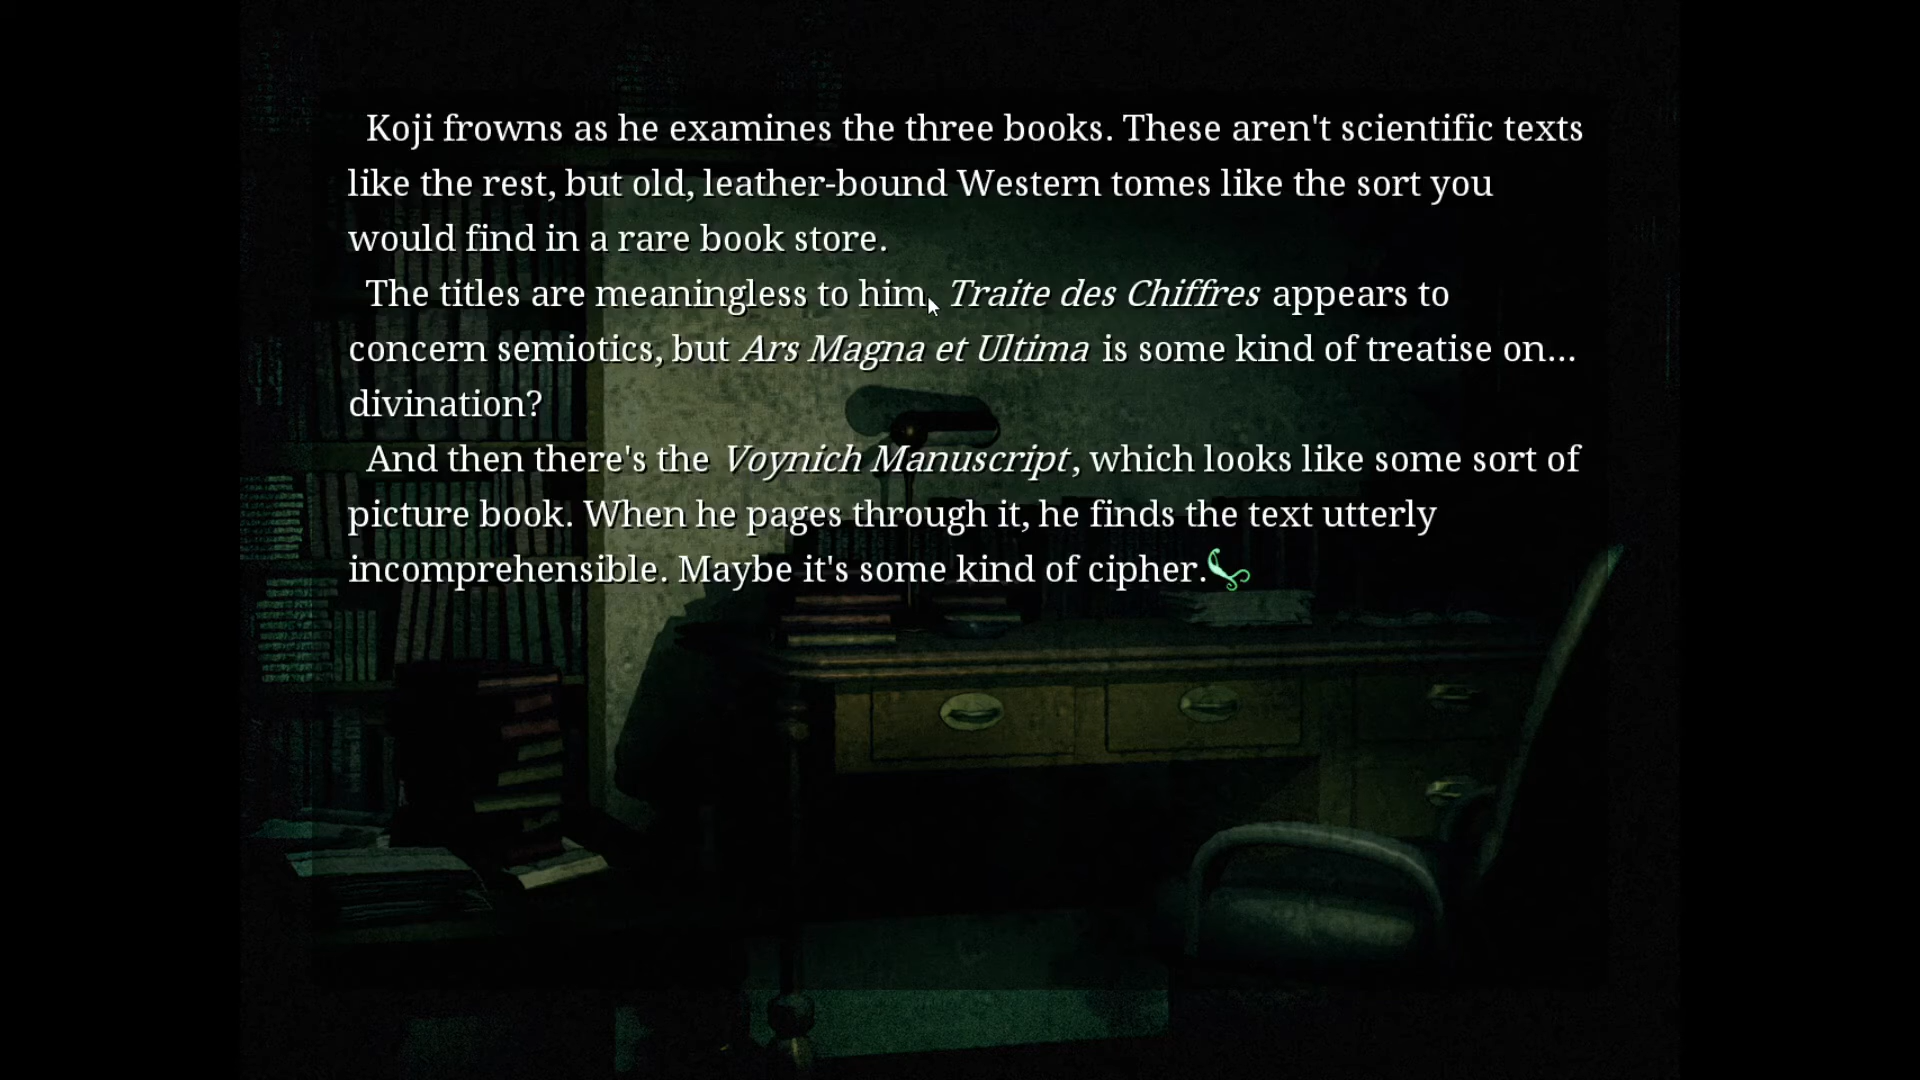 Koji frowns as he examines the three books. These aren't scientific texts
like the rest, but old, leather-bound Western tomes like the sort you
would find in a rare book store.
The titles are meaningless to him. Traite des Chiffres appears to
concern semiotics, but Ars Magna et Ultima is some kind of treatise on...
divination?
And then there's the Voynich Manuscript, which looks like some sort of
picture book. When he pages through it, he finds the text utterly
incomprehensible. Maybe it's some kind of cipher.